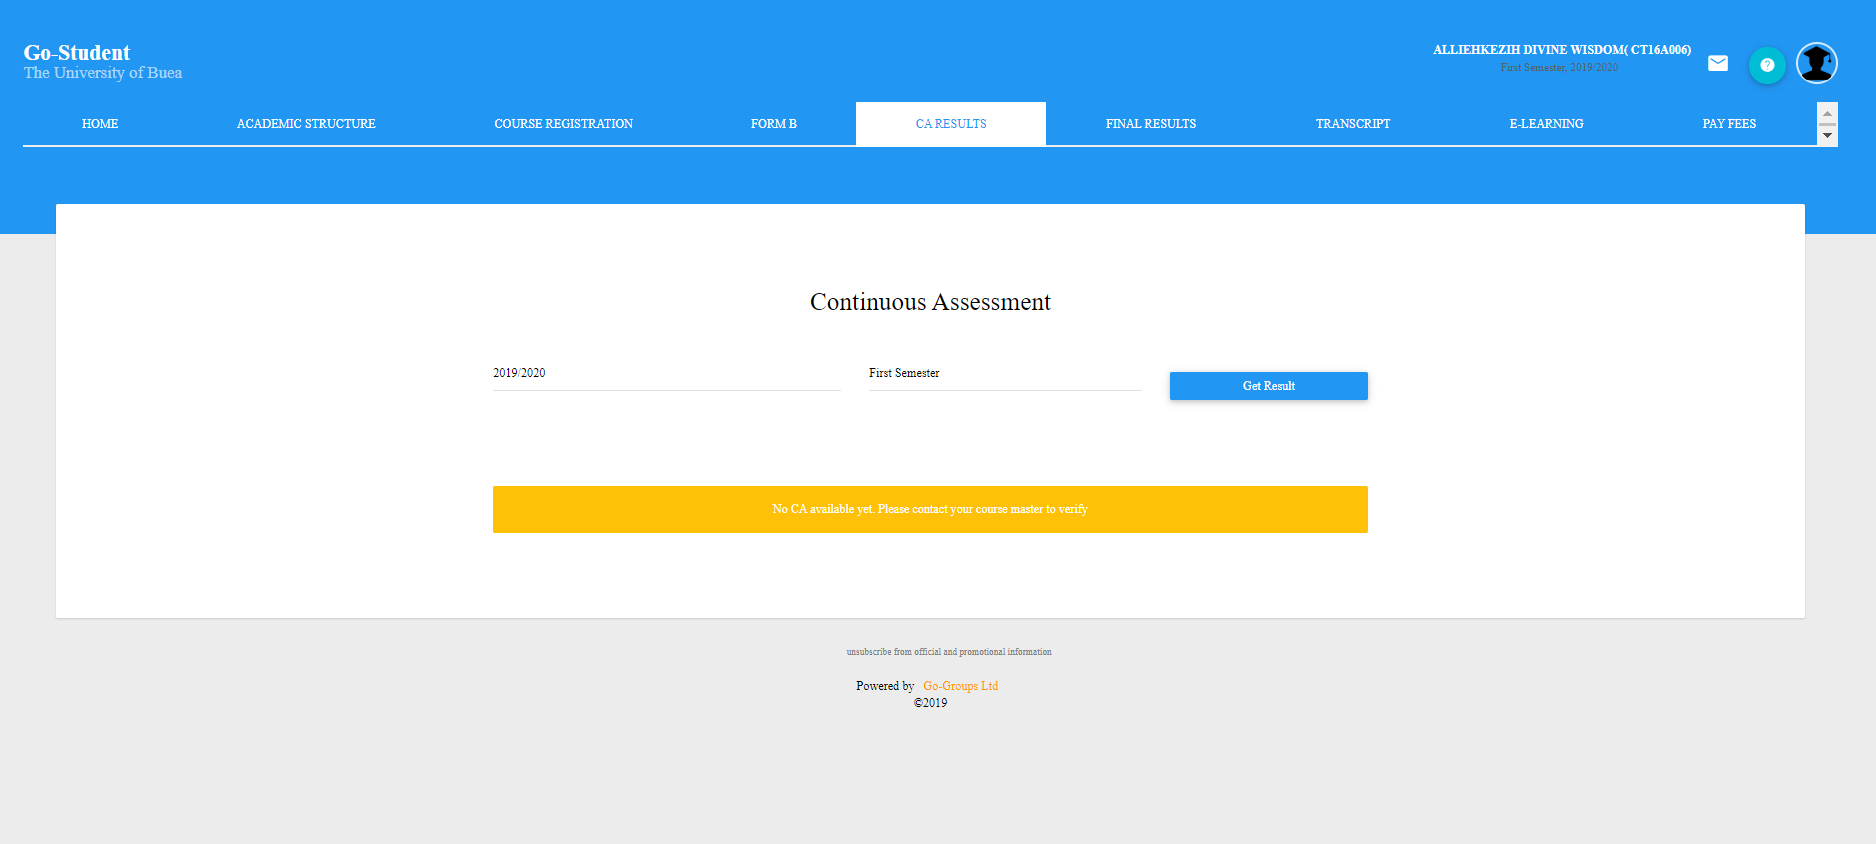 Go-Student
The University of Buea
ALLIEHKEZIH DIVINE WISDOM( CT16A006)
First Semester, 2019/2020
HOME
ACADEMIC STRUCTURE
COURSE REGISTRATION
FORM B
CA RESULTS
FINAL RESULTS
TRANSCRIPT
E-LEARNING
PAY FEES
Continuous Assessment
2019/2020
First Semester
Get Result
No CA available yet. Please contact your course master to verify
unsubscribe from official and promotional information
Powered by Go-Groups Ltd
©2019